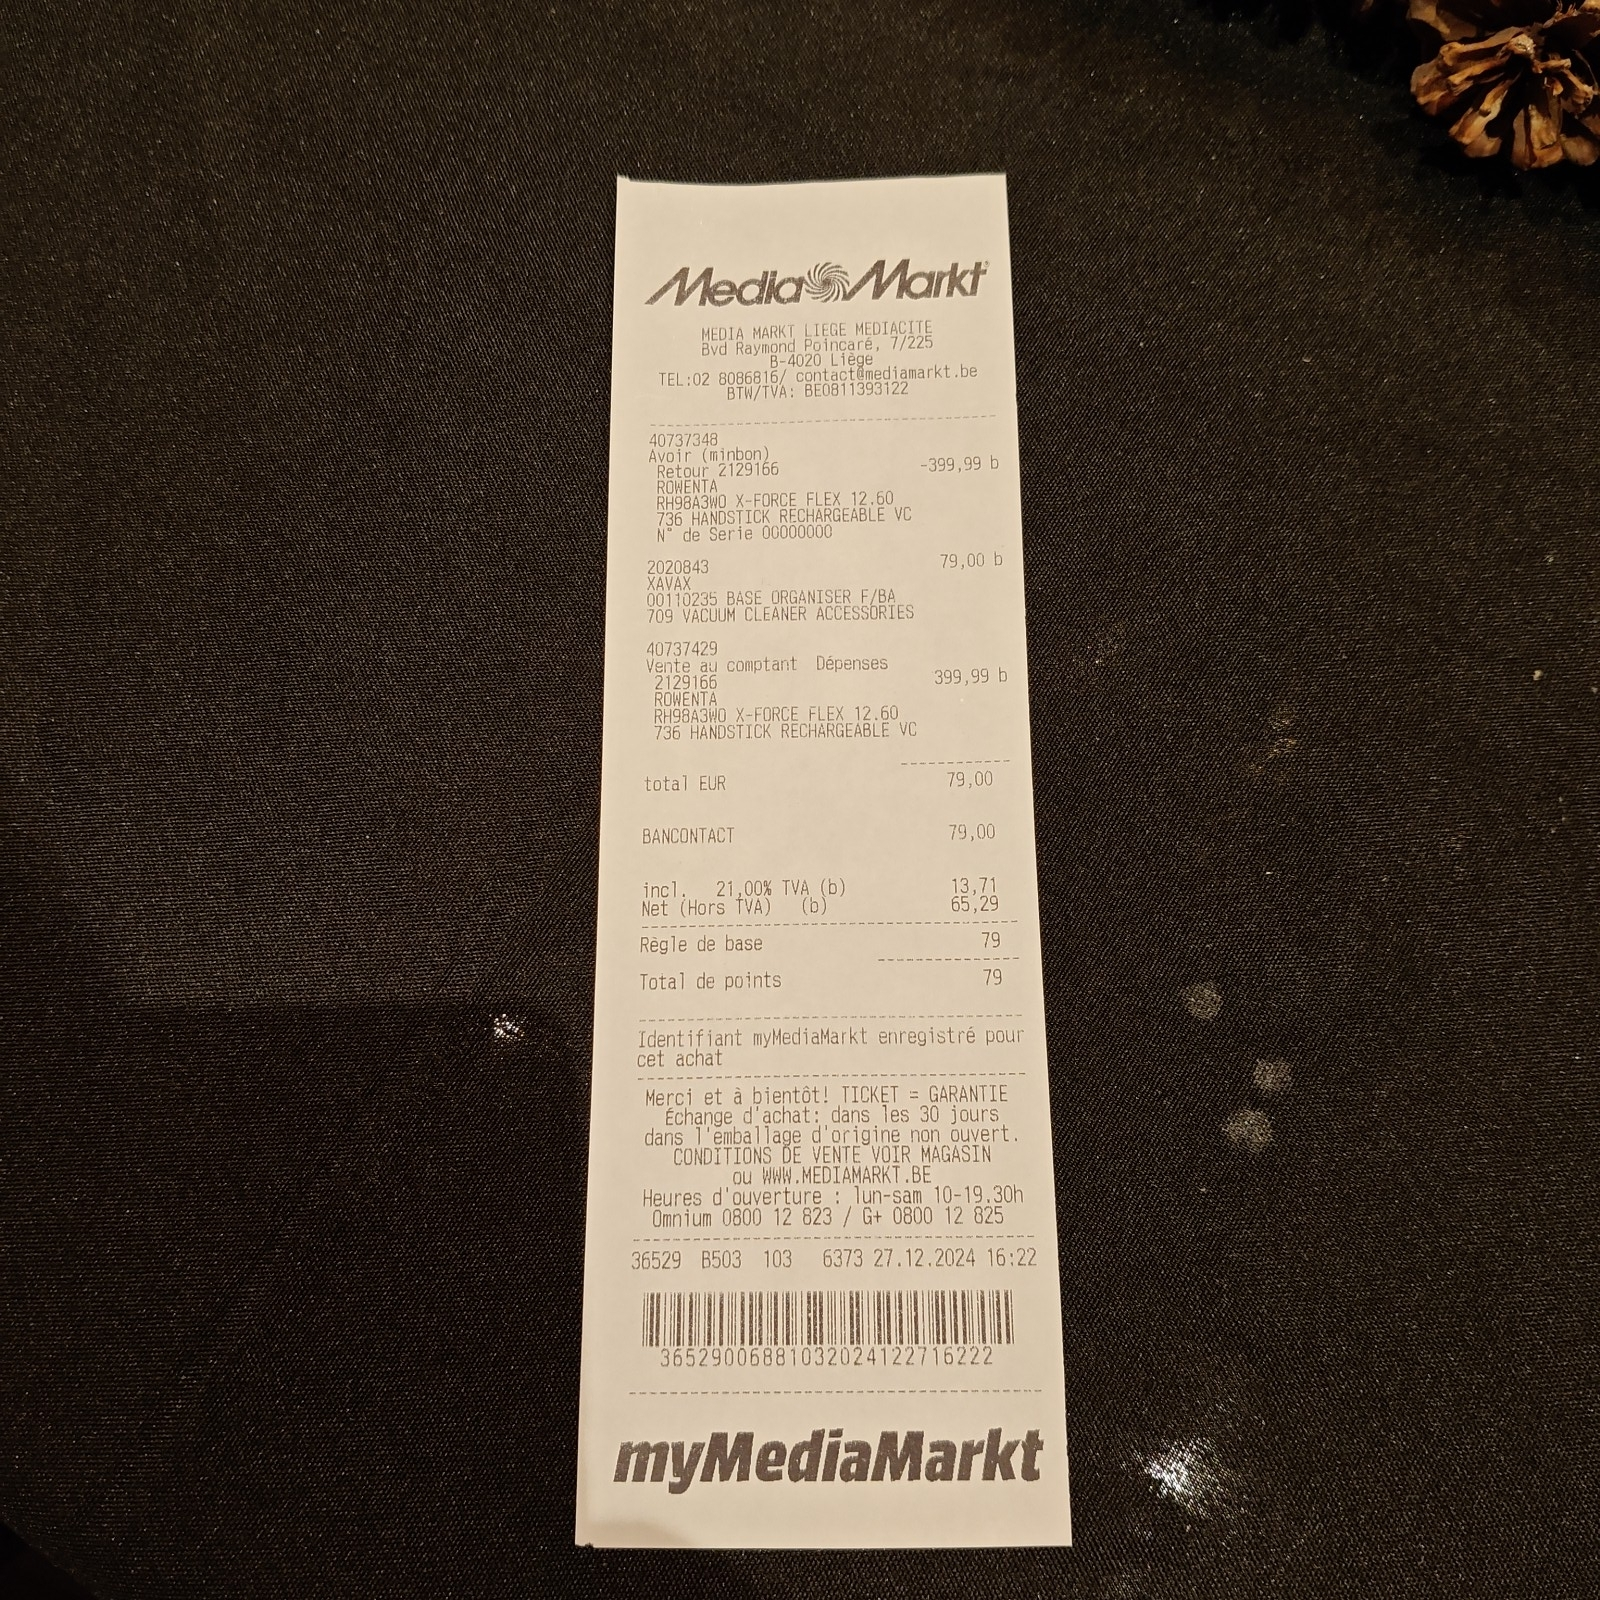 Media Markt
MEDIA MARKT LIEGE MEDIACITE
Bvd Raymond Poincaré, 7/225
B-4020 Liège
TEL:02 8086816/ contact@mediamarkt.be
BTW/TVA: BE0811393122
40737348
Avoir (minbon)
Retour 2129166 -399,99 b
ROWENTA
RH98A3WO X-FORCE FLEX 12.60
736 HANDSTICK RECHARGEABLE VC
N° de Serie 00000000
2020843 79,00 b
XAVAX
00110235 BASE ORGANISER F/BA
709 VACUUM CLEANER ACCESSORIES
40737429
Vente au comptant Dépenses
2129166 399,99 b
ROWENTA
RH98A3WO X-FORCE FLEX 12.60
736 HANDSTICK RECHARGEABLE VC
total EUR 79,00
BANCONTACT 79,00
incl. 21,00% TVA (b) 13,71
Net (Hors TVA) (b) 65,29
Règle de base 79
Total de points 79
Identifiant myMediaMarkt enregistré pour
cet achat
Merci et à bientôt! TICKET = GARANTIE
Échange d'achat: dans les 30 jours
dans l'emballage d'origine non ouvert.
CONDITIONS DE VENTE VOIR MAGASIN
ou WWW.MEDIAMARKT.BE
Heures d'ouverture : lun-sam 10-19.30h
Omnium 0800 12 823 / G+ 0800 12 825
36529 B503 103 6373 27.12.2024 16:22
3652900688103202412271​6222
myMediaMarkt